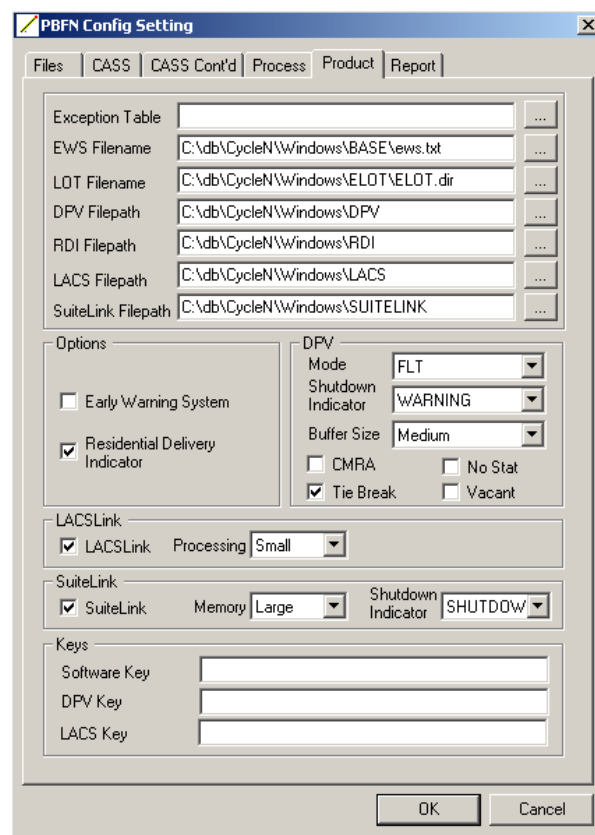 PBFN Config Setting
Files CASS CASS Cont'd Process Product Report
Exception Table ...
EWS Filename C:\db\CycleN\Windows\BASE\ews.txt ...
LOT Filename C:\db\CycleN\Windows\ELOT\ELOT.dir ...
DPV Filepath C:\db\CycleN\Windows\DPV ...
RDI Filepath C:\db\CycleN\Windows\RDI ...
LACS Filepath C:\db\CycleN\Windows\LACS ...
SuiteLink Filepath C:\db\CycleN\Windows\SUITELINK ...
Options
Early Warning System
Residential Delivery
Indicator
DPV
Mode FLT
Shutdown
Indicator WARNING
Buffer Size Medium
CMRA No Stat
Tie Break Vacant
LACSLink
LACSLink Processing Small
SuiteLink
SuiteLink Memory Large Shutdown
Indicator SHUTDOW
Keys
Software Key
DPV Key
LACS Key
OK Cancel